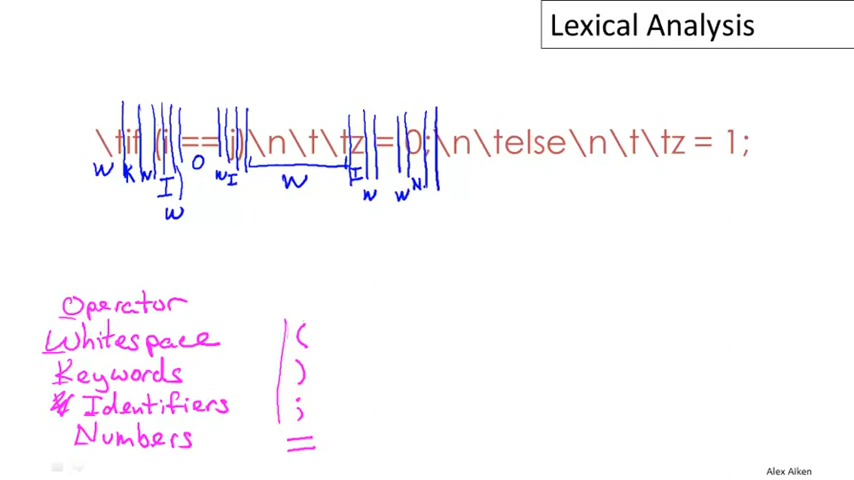 Lexical Analysis
\tif (i == j)\n\t\tz = 0;\n\telse\n\t\tz = 1;
W K W I W O W I W I W W N
Operator
Whitespace (
Keywords )
Identifiers ;
Numbers =
Alex Aiken